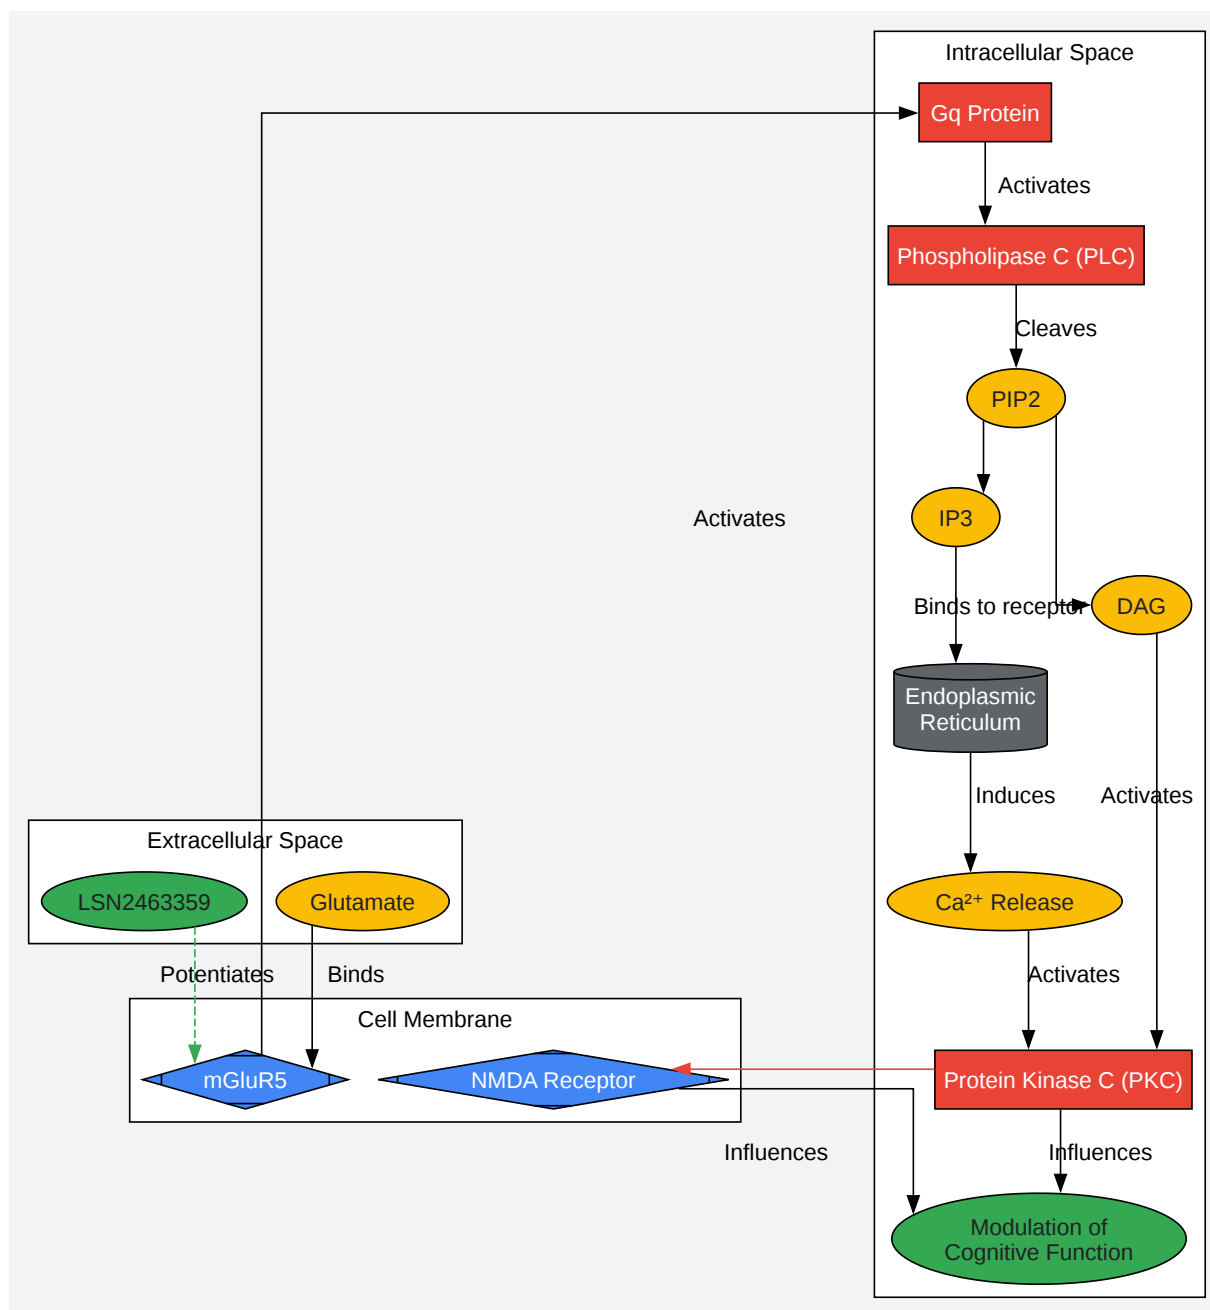 Intracellular Space
Gq Protein
Activates
Phospholipase C (PLC)
Cleaves
PIP2
IP3
Activates
Binds to receptor
DAG
Endoplasmic
Reticulum
Induces
Activates
Extracellular Space
LSN2463359
Glutamate
Ca²⁺ Release
Potentiates
Binds
Activates
Cell Membrane
mGluR5
NMDA Receptor
Protein Kinase C (PKC)
Influences
Influences
Modulation of
Cognitive Function